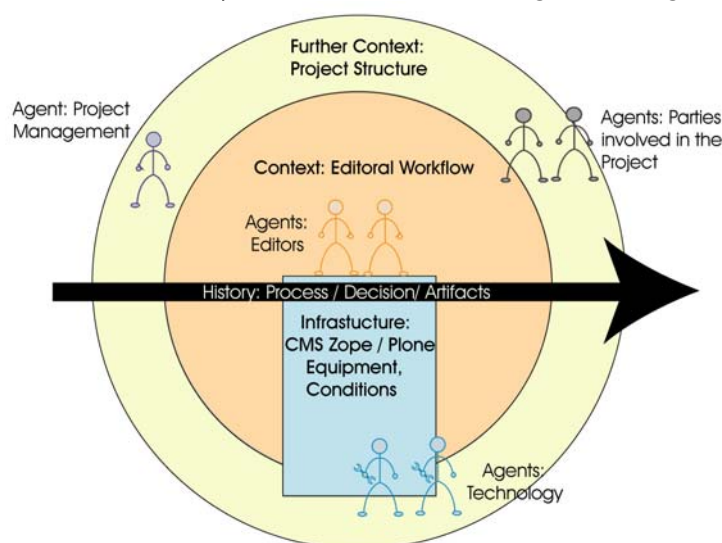 Further Context:
Project Structure
Agent: Project
Management
Agents: Parties
involved in the
Project
Context: Editoral Workflow
Agents:
Editors
History: Process / Decision/ Artifacts
Infrastucture:
CMS Zope / Plone
Equipment,
Conditions
Agents:
Technology